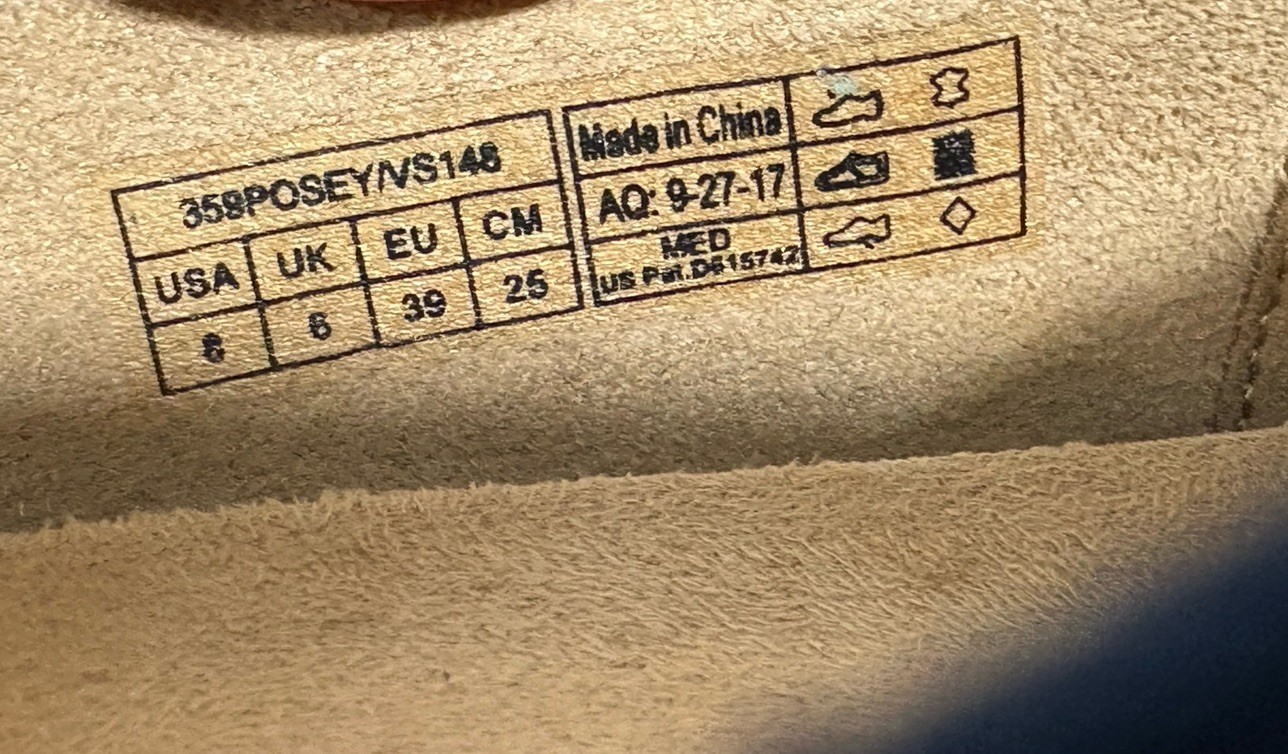 359POSEY/VS148
USA UK EU CM
8 6 39 25
Made in China
AQ: 9-27-17
MED
US Pat.D615742